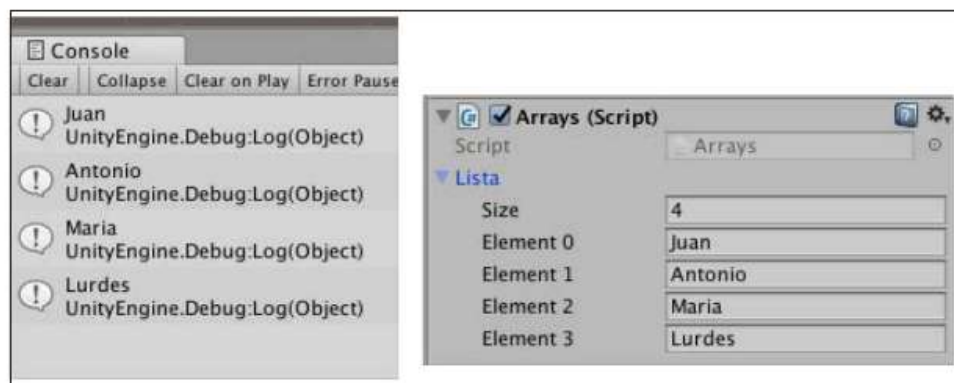 Console
Clear Collapse Clear on Play Error Pause
Juan
UnityEngine.Debug:Log(Object)
Antonio
UnityEngine.Debug:Log(Object)
Maria
UnityEngine.Debug:Log(Object)
Lurdes
UnityEngine.Debug:Log(Object)
Arrays (Script)
Script Arrays
Lista
Size 4
Element 0 Juan
Element 1 Antonio
Element 2 Maria
Element 3 Lurdes